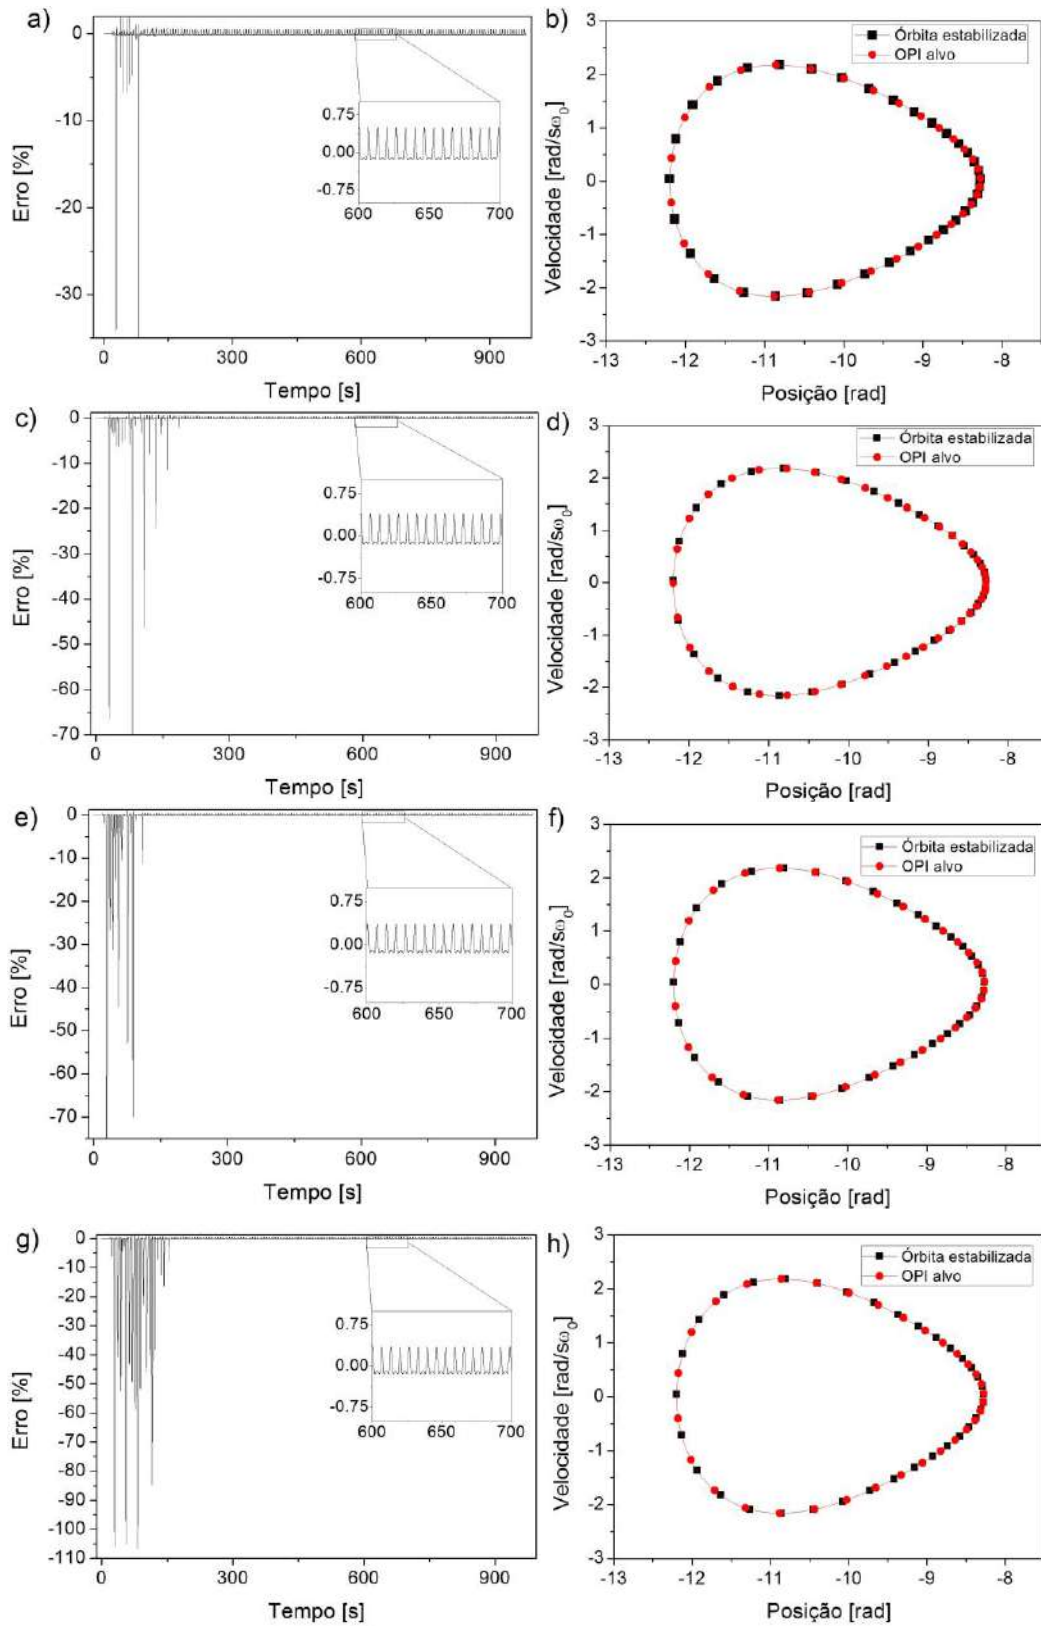 a)
0
-10
-20
-30
Erro [%]
0.75
0.00
-0.75
600 650 700
0 300 600 900
Tempo [s]
b)
Órbita estabilizada
OPI alvo
3
2
1
0
-1
-2
-3
Velocidade [rad/sω₀]
-13 -12 -11 -10 -9 -8
Posição [rad]
c)
0
-10
-20
-30
-40
-50
-60
-70
Erro [%]
0.75
0.00
-0.75
600 650 700
0 300 600 900
Tempo [s]
d)
Órbita estabilizada
OPI alvo
3
2
1
0
-1
-2
-3
Velocidade [rad/sω₀]
-13 -12 -11 -10 -9 -8
Posição [rad]
e)
0
-10
-20
-30
-40
-50
-60
-70
Erro [%]
0.75
0.00
-0.75
600 650 700
0 300 600 900
Tempo [s]
f)
Órbita estabilizada
OPI alvo
3
2
1
0
-1
-2
-3
Velocidade [rad/sω₀]
-13 -12 -11 -10 -9 -8
Posição [rad]
g)
0
-10
-20
-30
-40
-50
-60
-70
-80
-90
-100
-110
Erro [%]
0.75
0.00
-0.75
600 650 700
0 300 600 900
Tempo [s]
h)
Órbita estabilizada
OPI alvo
3
2
1
0
-1
-2
-3
Velocidade [rad/sω₀]
-13 -12 -11 -10 -9 -8
Posição [rad]